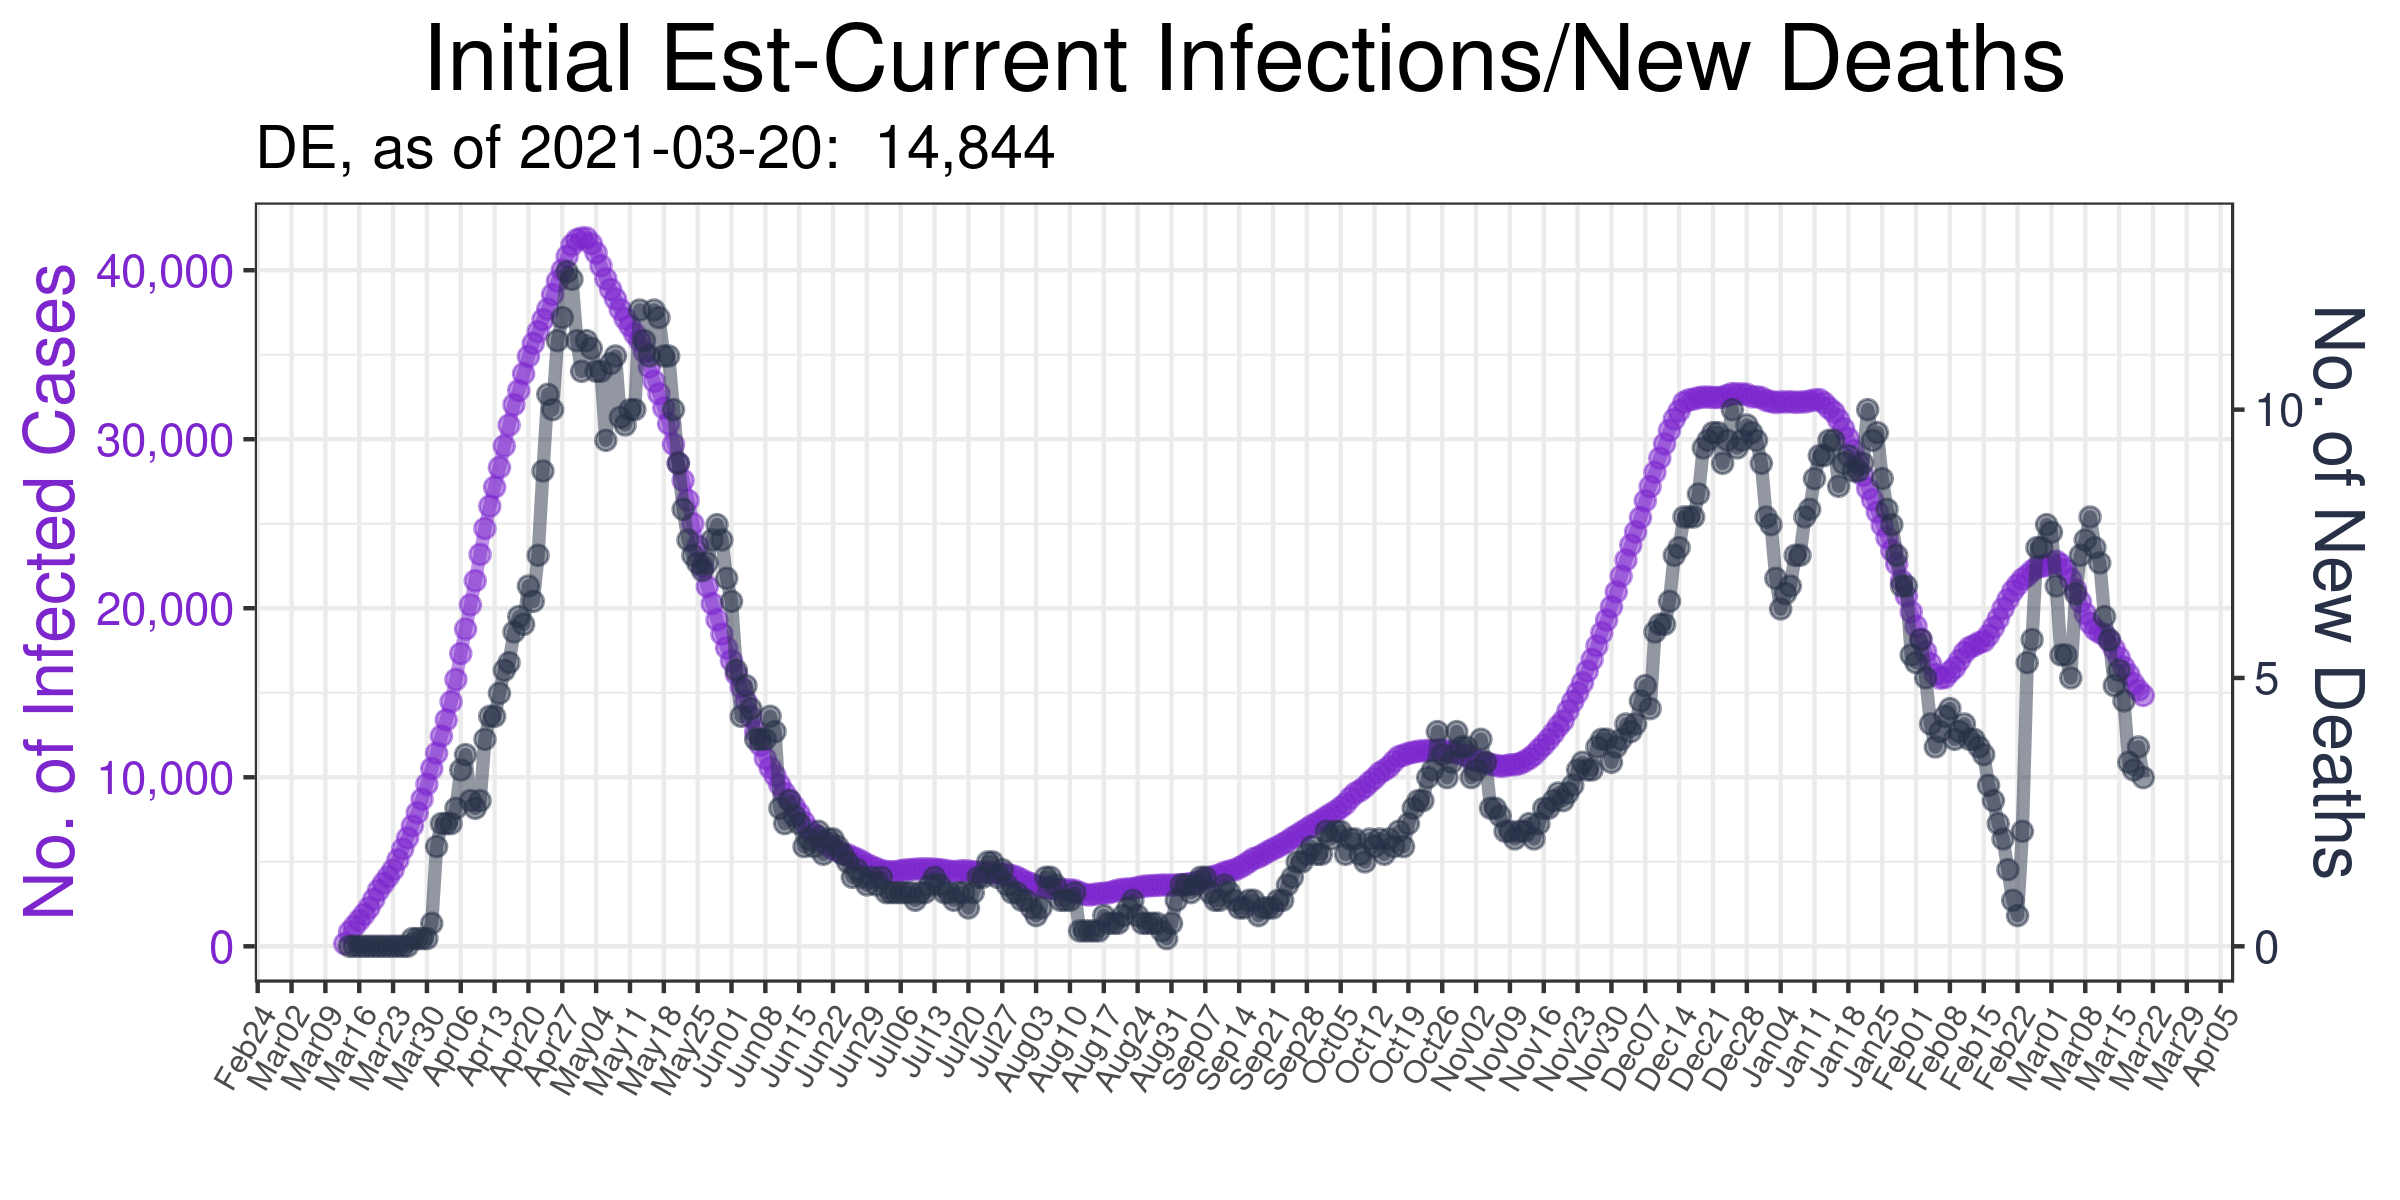 Initial Est-Current Infections/New Deaths
DE, as of 2021-03-20:  14,844
No. of Infected Cases
40,000
30,000
20,000
10,000
0
No. of New Deaths
10
5
0
Feb24
Mar02
Mar09
Mar16
Mar23
Mar30
Apr06
Apr13
Apr20
Apr27
May04
May11
May18
May25
Jun01
Jun08
Jun15
Jun22
Jun29
Jul06
Jul13
Jul20
Jul27
Aug03
Aug10
Aug17
Aug24
Aug31
Sep07
Sep14
Sep21
Sep28
Oct05
Oct12
Oct19
Oct26
Nov02
Nov09
Nov16
Nov23
Nov30
Dec07
Dec14
Dec21
Dec28
Jan04
Jan11
Jan18
Jan25
Feb01
Feb08
Feb15
Feb22
Mar01
Mar08
Mar15
Mar22
Mar29
Apr05